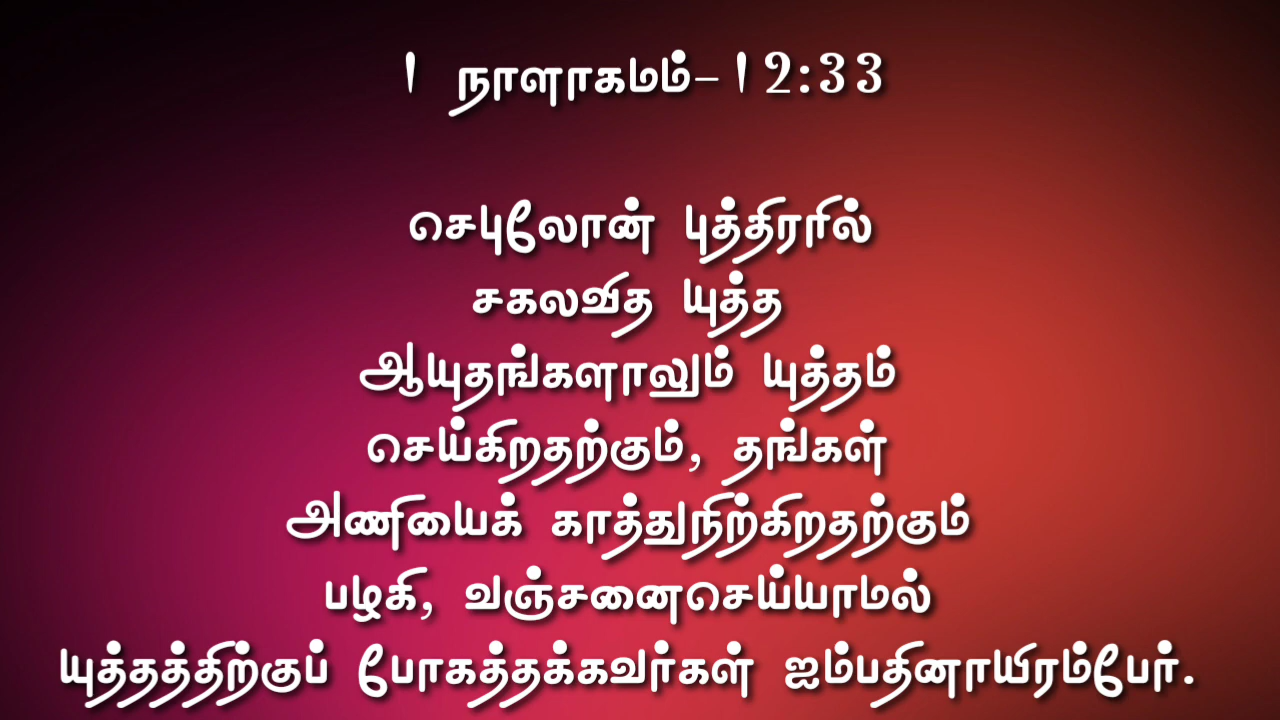 1 நாளாகமம்-12:33
செபுலோன் புத்திரரில்
சகலவித யுத்த
ஆயுதங்களாலும் யுத்தம்
செய்கிறதற்கும், தங்கள்
அணியைக் காத்துநிற்கிறதற்கும்
பழகி, வஞ்சனைசெய்யாமல்
யுத்தத்திற்குப் போகத்தக்கவர்கள் ஐம்பதினாயிரம்பேர்.